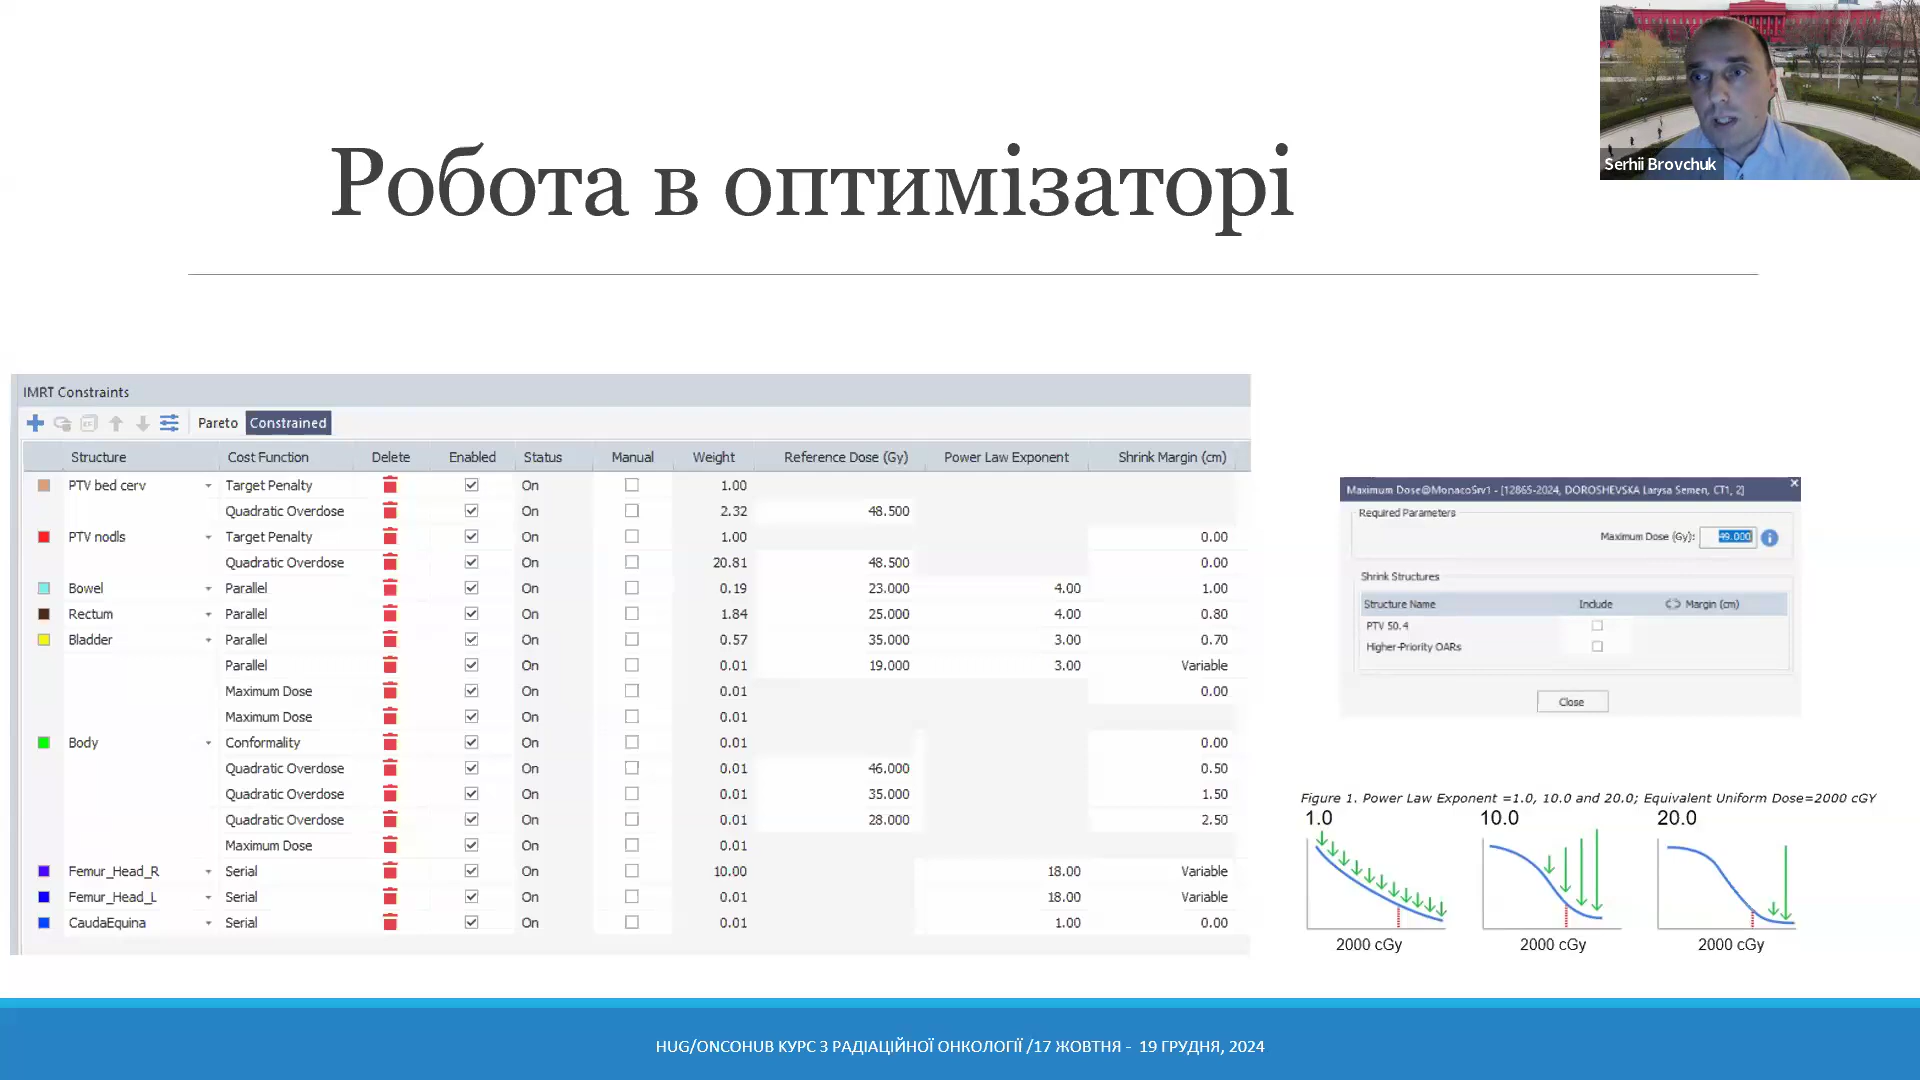 Serhii Brovchuk
Робота в оптимізаторі
IMRT Constraints
Pareto Constrained
Structure Cost Function Delete Enabled Status Manual Weight Reference Dose (Gy) Power Law Exponent Shrink Margin (cm)
PTV bed cerv Target Penalty On 1.00
Quadratic Overdose On 2.32 48.500
PTV nodls Target Penalty On 1.00 0.00
Quadratic Overdose On 20.81 48.500 0.00
Bowel Parallel On 0.19 23.000 4.00 1.00
Rectum Parallel On 1.84 25.000 4.00 0.80
Bladder Parallel On 0.57 35.000 3.00 0.70
Parallel On 0.01 19.000 3.00 Variable
Maximum Dose On 0.01 0.00
Maximum Dose On 0.01
Body Conformality On 0.01 0.00
Quadratic Overdose On 0.01 46.000 0.50
Quadratic Overdose On 0.01 35.000 1.50
Quadratic Overdose On 0.01 28.000 2.50
Maximum Dose On 0.01
Femur_Head_R Serial On 10.00 18.00 Variable
Femur_Head_L Serial On 0.01 18.00 Variable
CaudaEquina Serial On 0.01 1.00 0.00
Maximum Dose@MonacoSrv1 - [12865-2024, DOROSHEVSKA Larysa Semen, CT1, 2]
Required Parameters
Maximum Dose (Gy): 49.000
Shrink Structures
Structure Name Include Margin (cm)
PTV 50.4
Higher-Priority OARs
Close
Figure 1. Power Law Exponent =1.0, 10.0 and 20.0; Equivalent Uniform Dose=2000 cGY
1.0 10.0 20.0
2000 cGy 2000 cGy 2000 cGy
HUG/ONCOHUB КУРС З РАДІАЦІЙНОЇ ОНКОЛОГІЇ /17 ЖОВТНЯ - 19 ГРУДНЯ, 2024